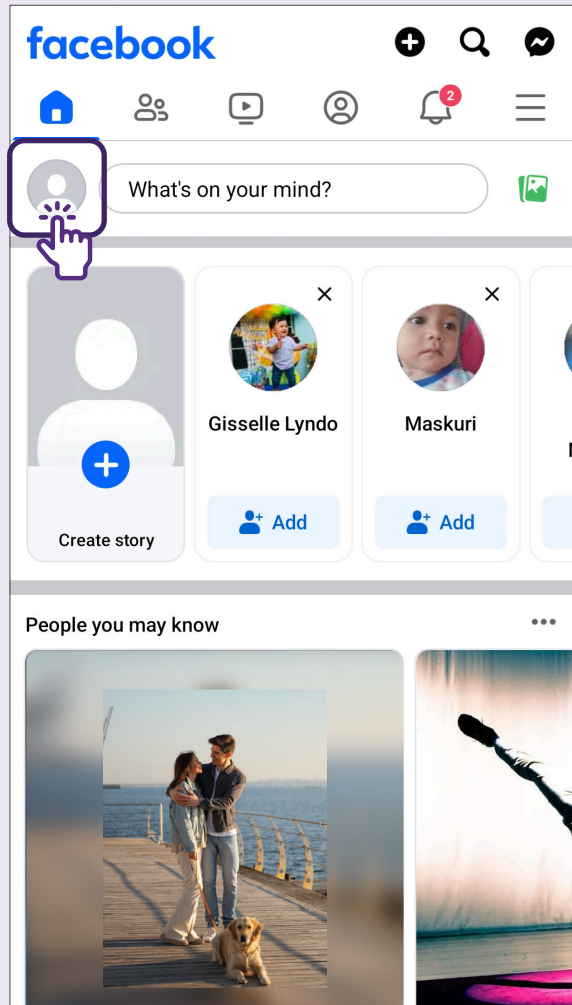 facebook
2
What's on your mind?
Gisselle Lyndo
Maskuri
Add
Add
Create story
People you may know